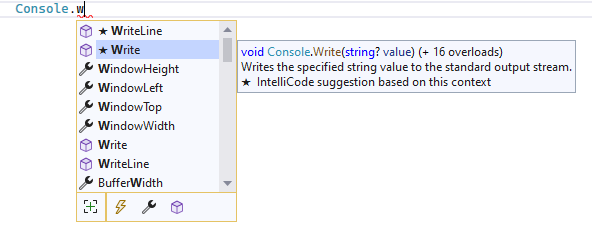 Console.w
★ WriteLine
★ Write
WindowHeight
WindowLeft
WindowTop
WindowWidth
Write
WriteLine
BufferWidth
void Console.Write(string? value) (+ 16 overloads)
Writes the specified string value to the standard output stream.
★ IntelliCode suggestion based on this context